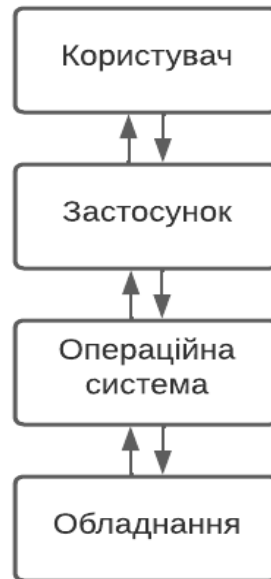 Користувач
Застосунок
Операційна
система
Обладнання